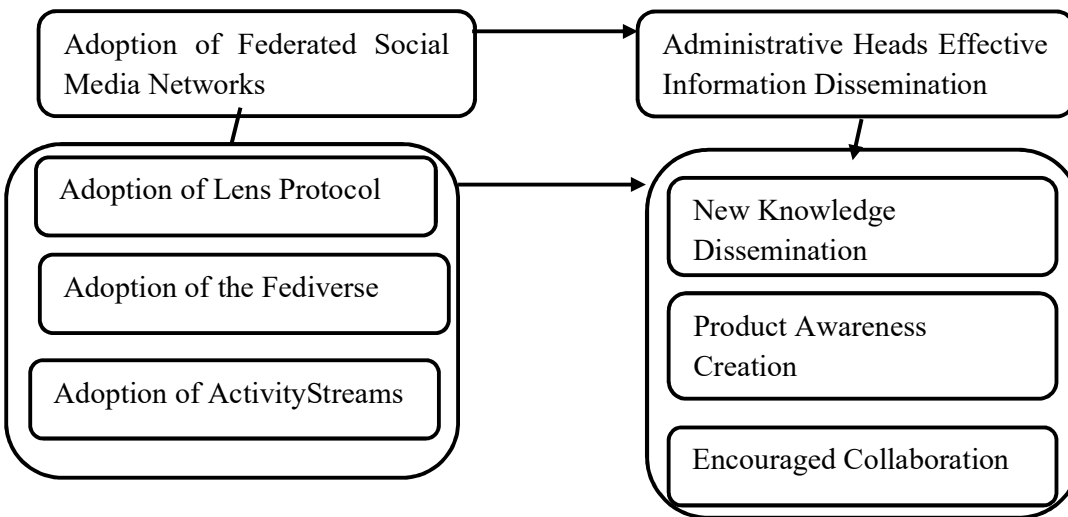 Adoption of Federated Social
Media Networks
Administrative Heads Effective
Information Dissemination
Adoption of Lens Protocol
Adoption of the Fediverse
Adoption of ActivityStreams
New Knowledge
Dissemination
Product Awareness
Creation
Encouraged Collaboration